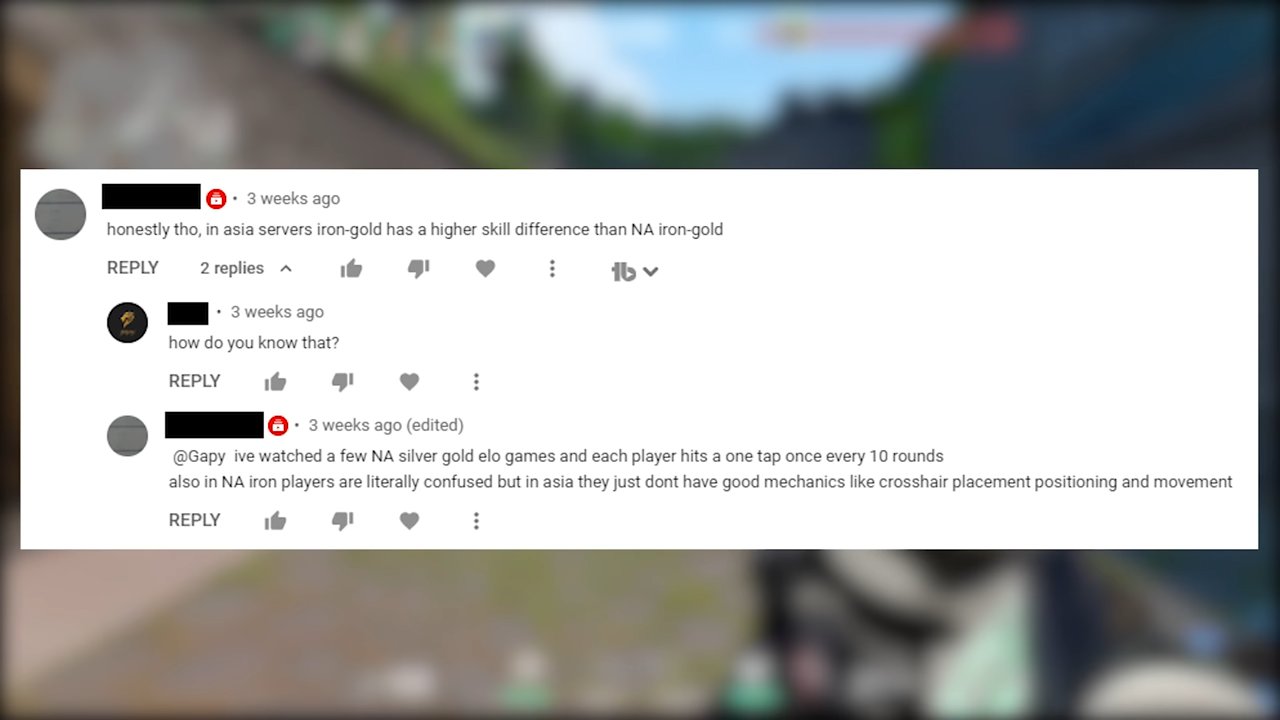 3 weeks ago
honestly tho, in asia servers iron-gold has a higher skill difference than NA iron-gold
REPLY 2 replies
3 weeks ago
how do you know that?
REPLY
3 weeks ago (edited)
@Gapy ive watched a few NA silver gold elo games and each player hits a one tap once every 10 rounds
also in NA iron players are literally confused but in asia they just dont have good mechanics like crosshair placement positioning and movement
REPLY